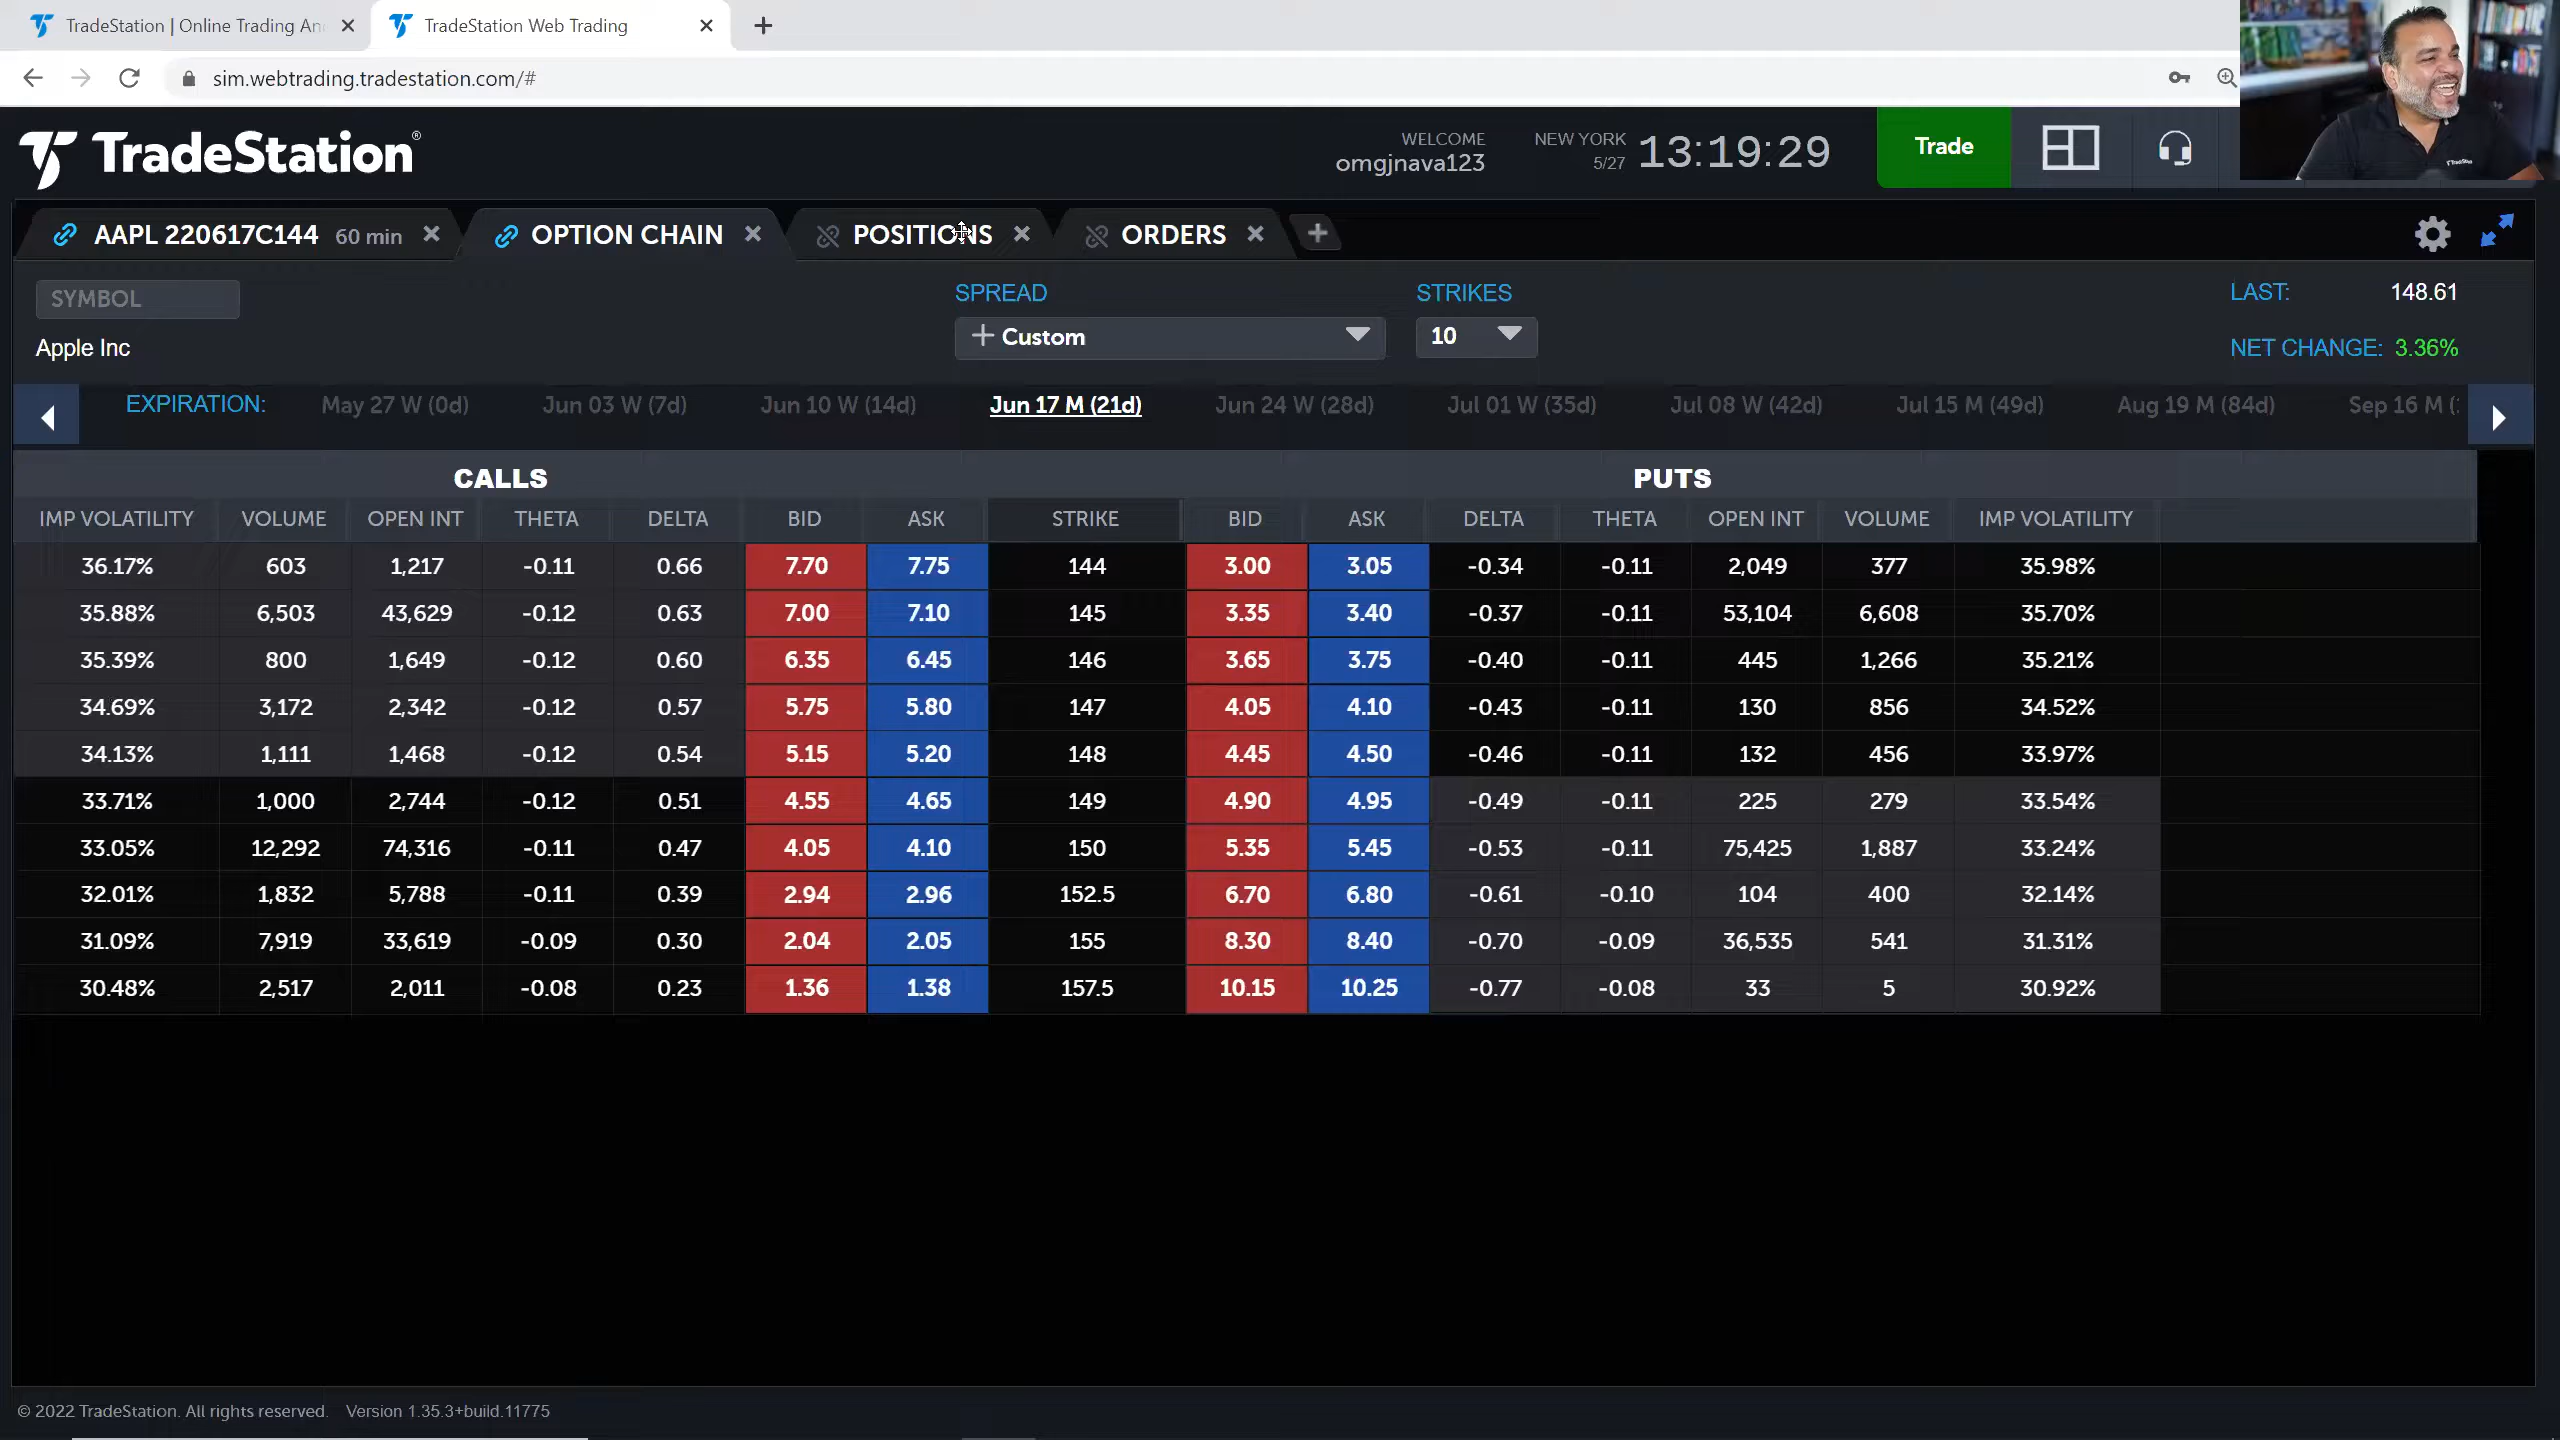 TradeStation | Online Trading An
TradeStation Web Trading
sim.webtrading.tradestation.com/#
TradeStation®
WELCOME
omgjnava123
NEW YORK
5/27
13:19:29
Trade
AAPL 220617C144 60 min
OPTION CHAIN
POSITIONS
ORDERS
SYMBOL
Apple Inc
SPREAD
Custom
STRIKES
10
LAST: 148.61
NET CHANGE: 3.36%
EXPIRATION: May 27 W (0d) Jun 03 W (7d) Jun 10 W (14d) Jun 17 M (21d) Jun 24 W (28d) Jul 01 W (35d) Jul 08 W (42d) Jul 15 M (49d) Aug 19 M (84d) Sep 16 M (
CALLS PUTS
IMP VOLATILITY VOLUME OPEN INT THETA DELTA BID ASK STRIKE BID ASK DELTA THETA OPEN INT VOLUME IMP VOLATILITY
36.17% 603 1,217 -0.11 0.66 7.70 7.75 144 3.00 3.05 -0.34 -0.11 2,049 377 35.98%
35.88% 6,503 43,629 -0.12 0.63 7.00 7.10 145 3.35 3.40 -0.37 -0.11 53,104 6,608 35.70%
35.39% 800 1,649 -0.12 0.60 6.35 6.45 146 3.65 3.75 -0.40 -0.11 445 1,266 35.21%
34.69% 3,172 2,342 -0.12 0.57 5.75 5.80 147 4.05 4.10 -0.43 -0.11 130 856 34.52%
34.13% 1,111 1,468 -0.12 0.54 5.15 5.20 148 4.45 4.50 -0.46 -0.11 132 456 33.97%
33.71% 1,000 2,744 -0.12 0.51 4.55 4.65 149 4.90 4.95 -0.49 -0.11 225 279 33.54%
33.05% 12,292 74,316 -0.11 0.47 4.05 4.10 150 5.35 5.45 -0.53 -0.11 75,425 1,887 33.24%
32.01% 1,832 5,788 -0.11 0.39 2.94 2.96 152.5 6.70 6.80 -0.61 -0.10 104 400 32.14%
31.09% 7,919 33,619 -0.09 0.30 2.04 2.05 155 8.30 8.40 -0.70 -0.09 36,535 541 31.31%
30.48% 2,517 2,011 -0.08 0.23 1.36 1.38 157.5 10.15 10.25 -0.77 -0.08 33 5 30.92%
© 2022 TradeStation. All rights reserved. Version 1.35.3+build.11775